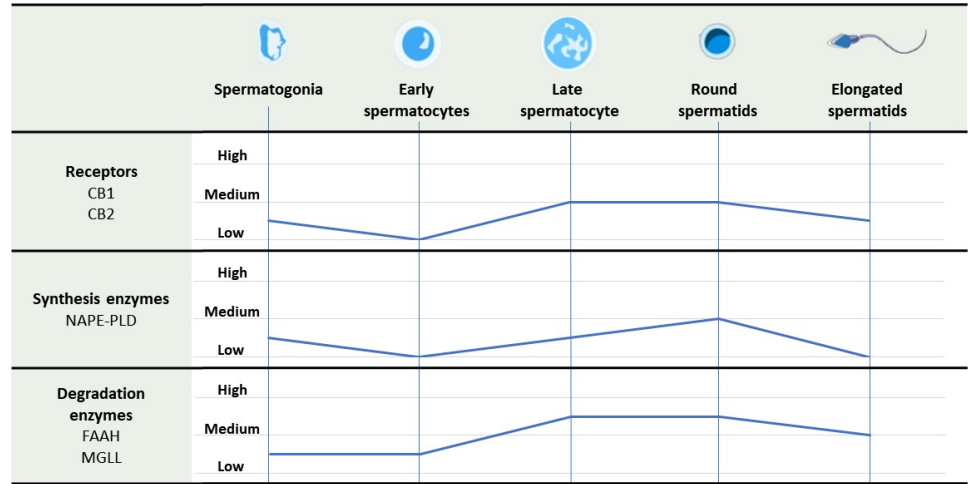 Spermatogonia
Early
spermatocytes
Late
spermatocyte
Round
spermatids
Elongated
spermatids
Receptors
CB1
CB2
High
Medium
Low
Synthesis enzymes
NAPE-PLD
High
Medium
Low
Degradation
enzymes
FAAH
MGLL
High
Medium
Low